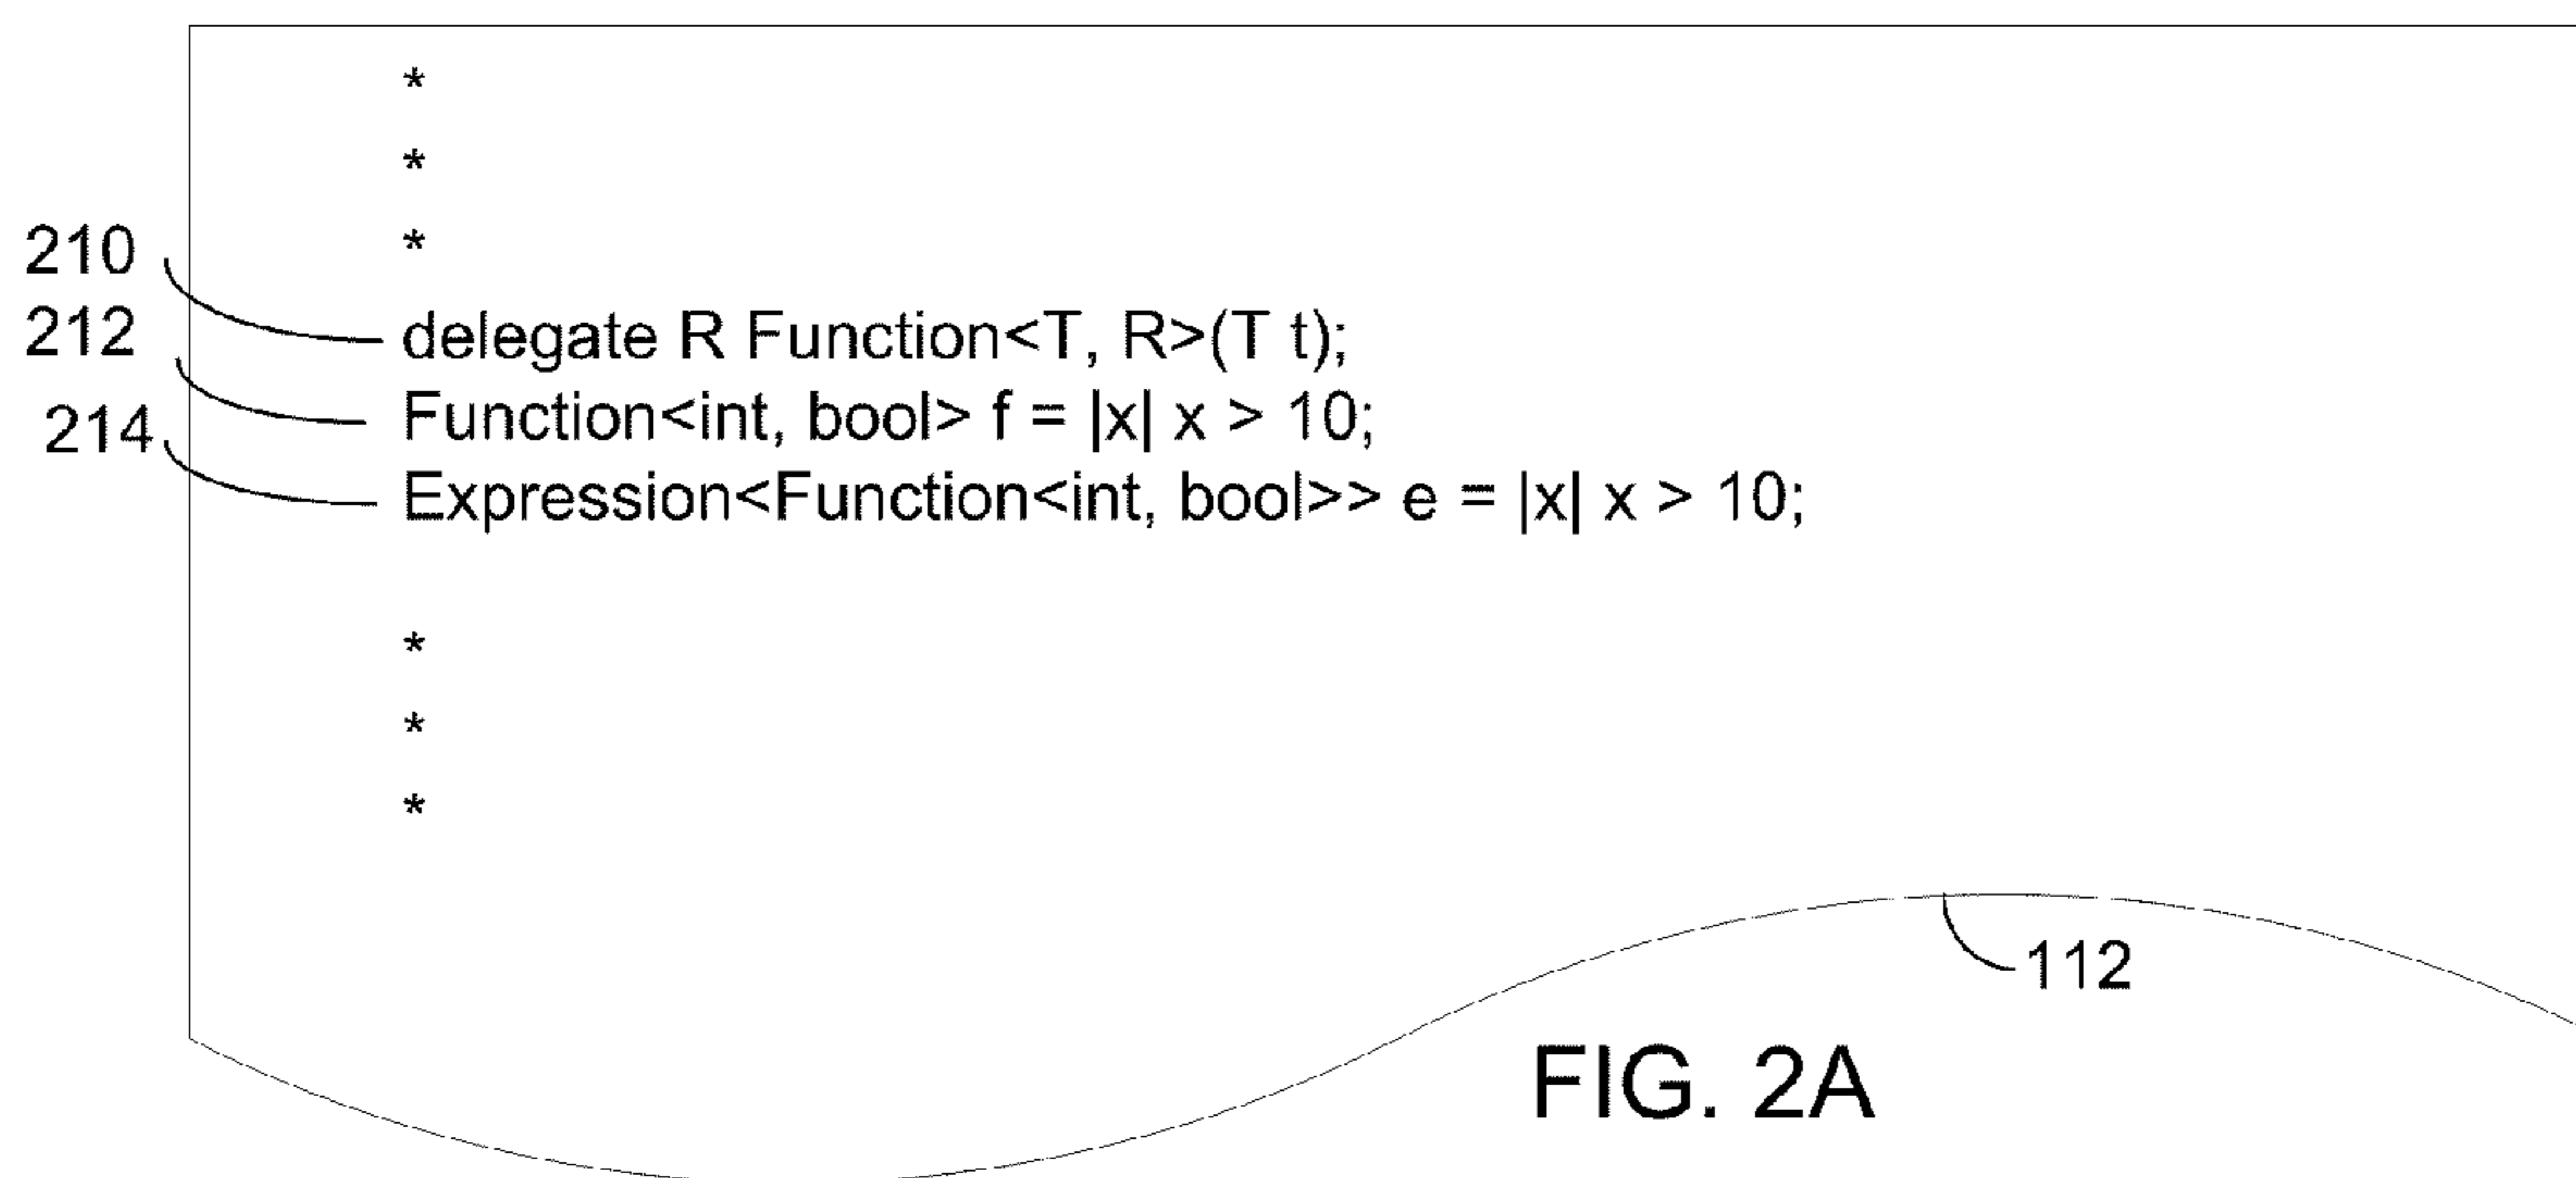 *
*
*
210
delegate R Function<T, R>(T t);
212
Function<int, bool> f = |x| x > 10;
214
Expression<Function<int, bool>> e = |x| x > 10;
*
*
*
112
FIG. 2A